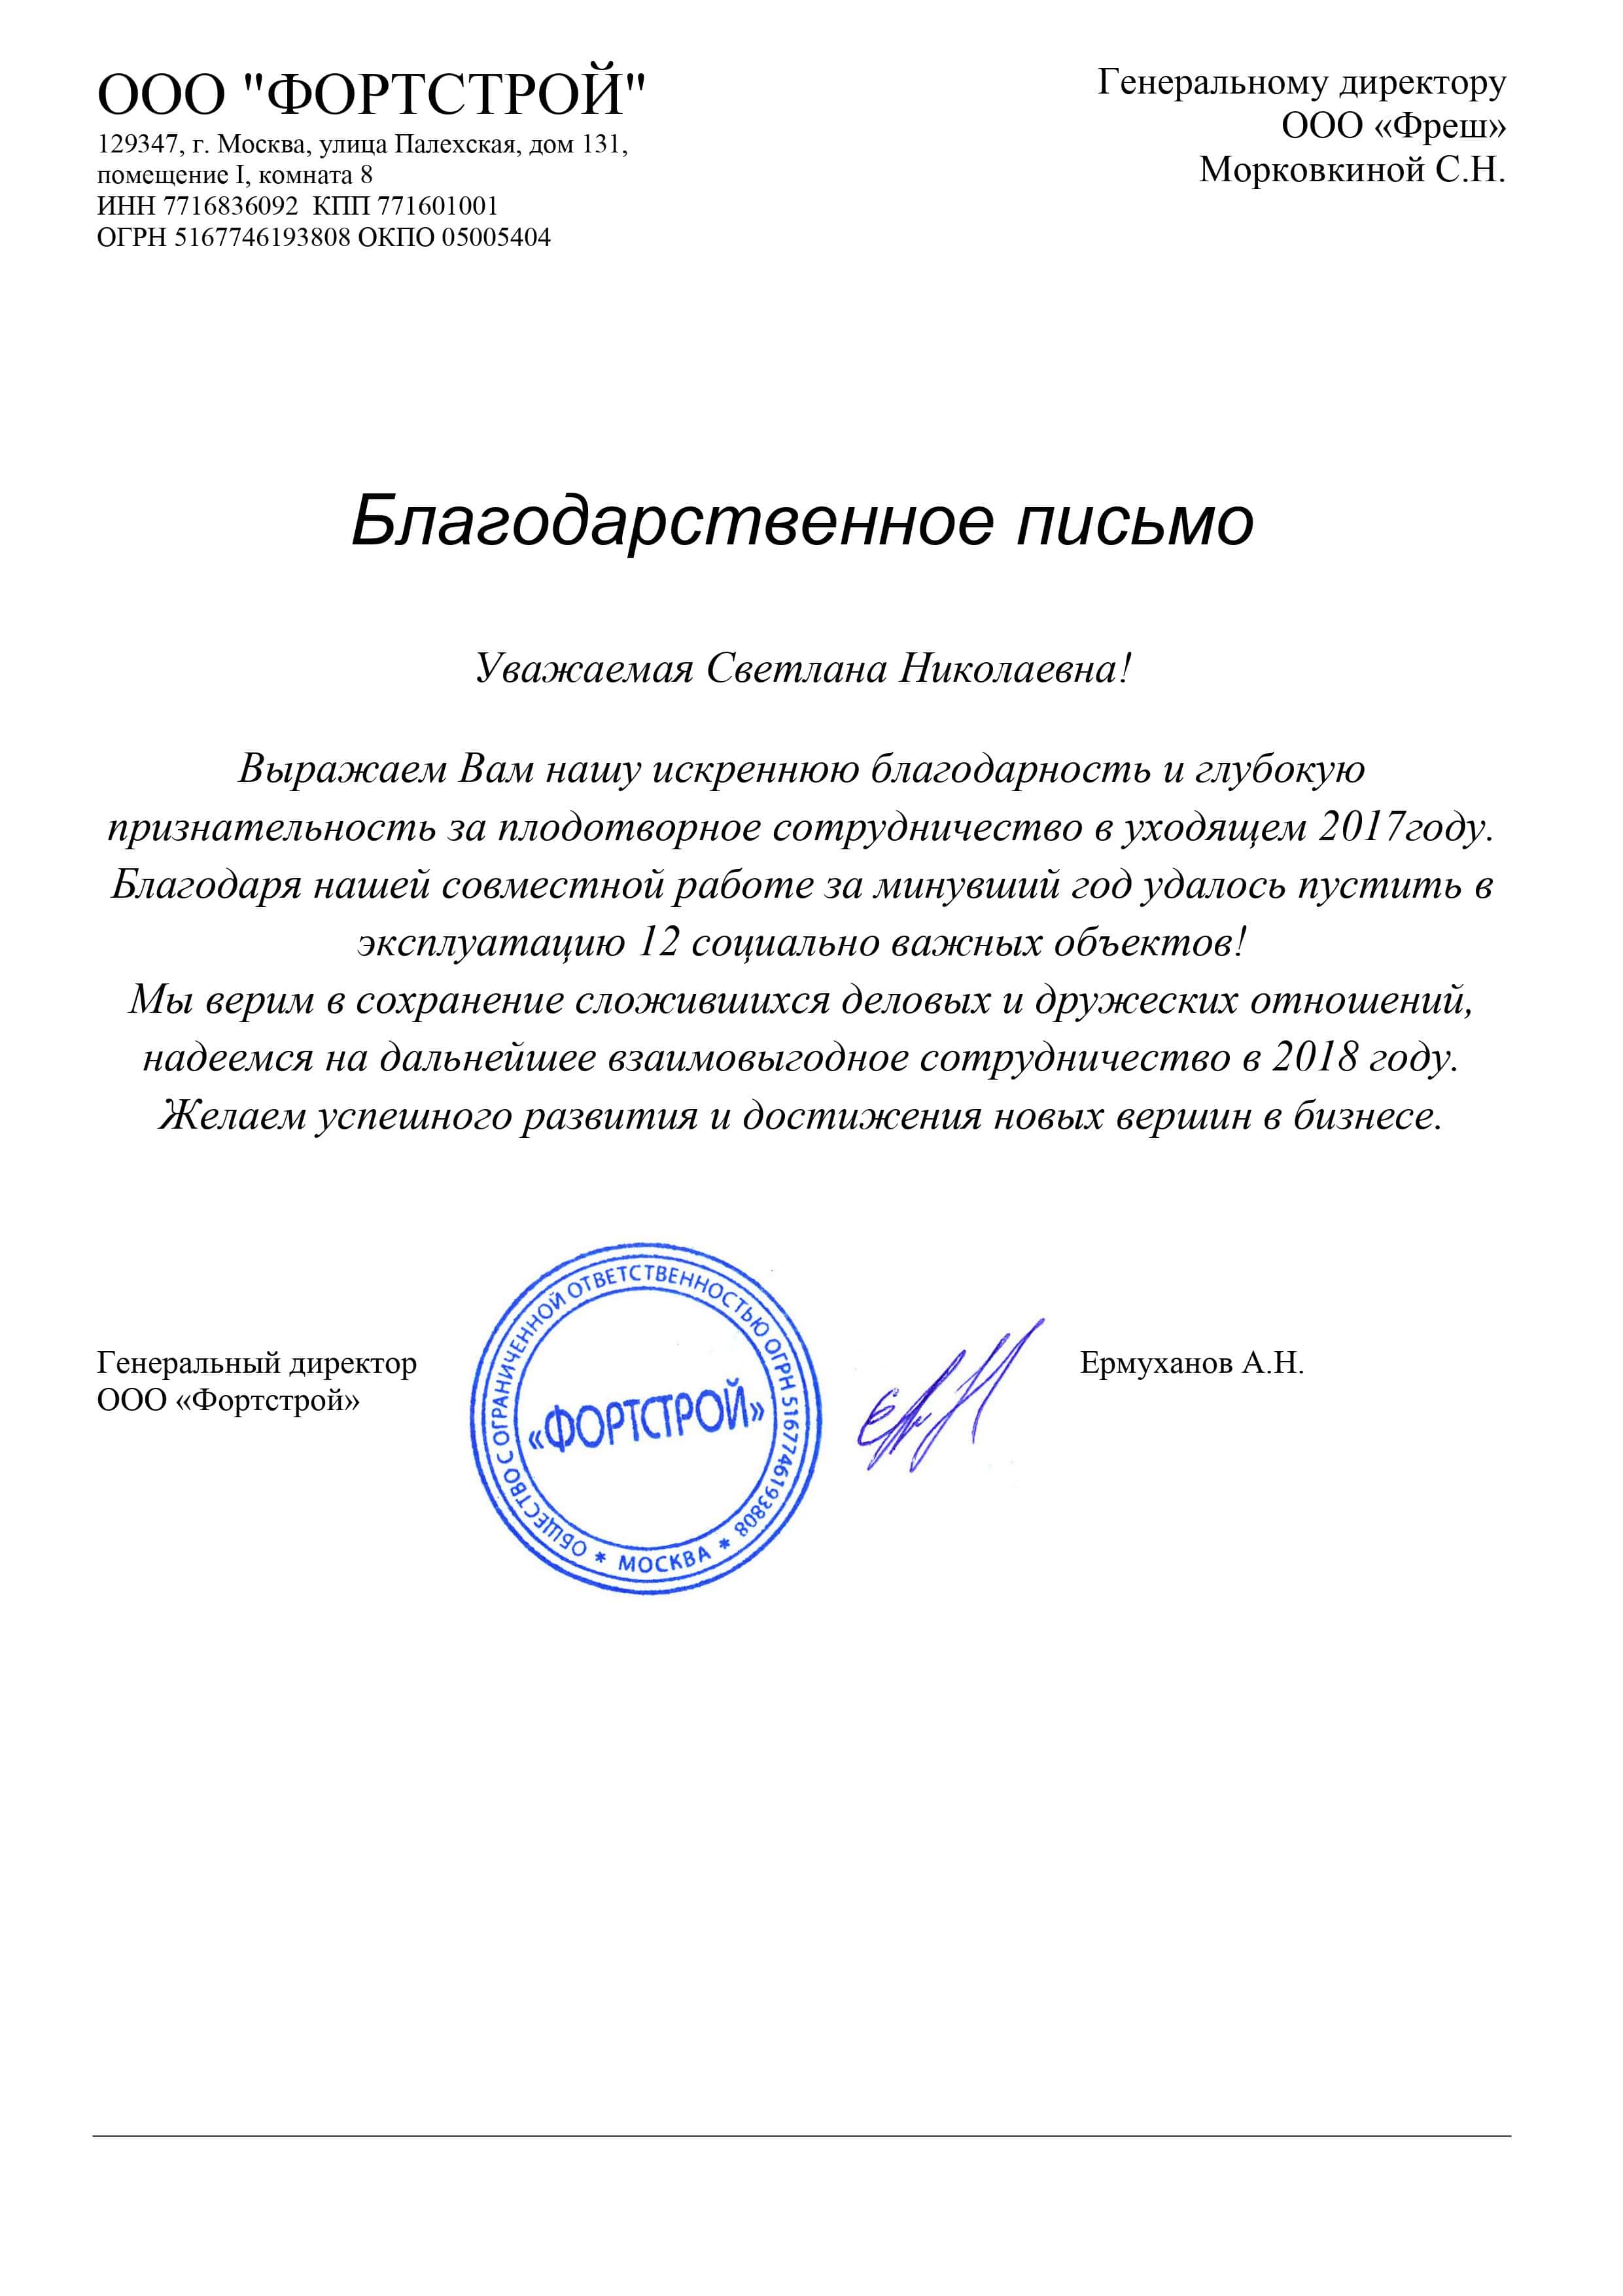 ООО "ФОРТСТРОЙ"
129347, г. Москва, улица Палехская, дом 131,
помещение I, комната 8
ИНН 7716836092  КПП 771601001
ОГРН 5167746193808 ОКПО 05005404
Генеральному директору
ООО «Фреш»
Морковкиной С.Н.
Благодарственное письмо
Уважаемая Светлана Николаевна!
Выражаем Вам нашу искреннюю благодарность и глубокую
признательность за плодотворное сотрудничество в уходящем 2017году.
Благодаря нашей совместной работе за минувший год удалось пустить в
эксплуатацию 12 социально важных объектов!
Мы верим в сохранение сложившихся деловых и дружеских отношений,
надеемся на дальнейшее взаимовыгодное сотрудничество в 2018 году.
Желаем успешного развития и достижения новых вершин в бизнесе.
Генеральный директор
ООО «Фортстрой»
ОБЩЕСТВО С ОГРАНИЧЕННОЙ ОТВЕТСТВЕННОСТЬЮ ОГРН 5167746193808
* МОСКВА *
«ФОРТСТРОЙ»
Ермуханов А.Н.